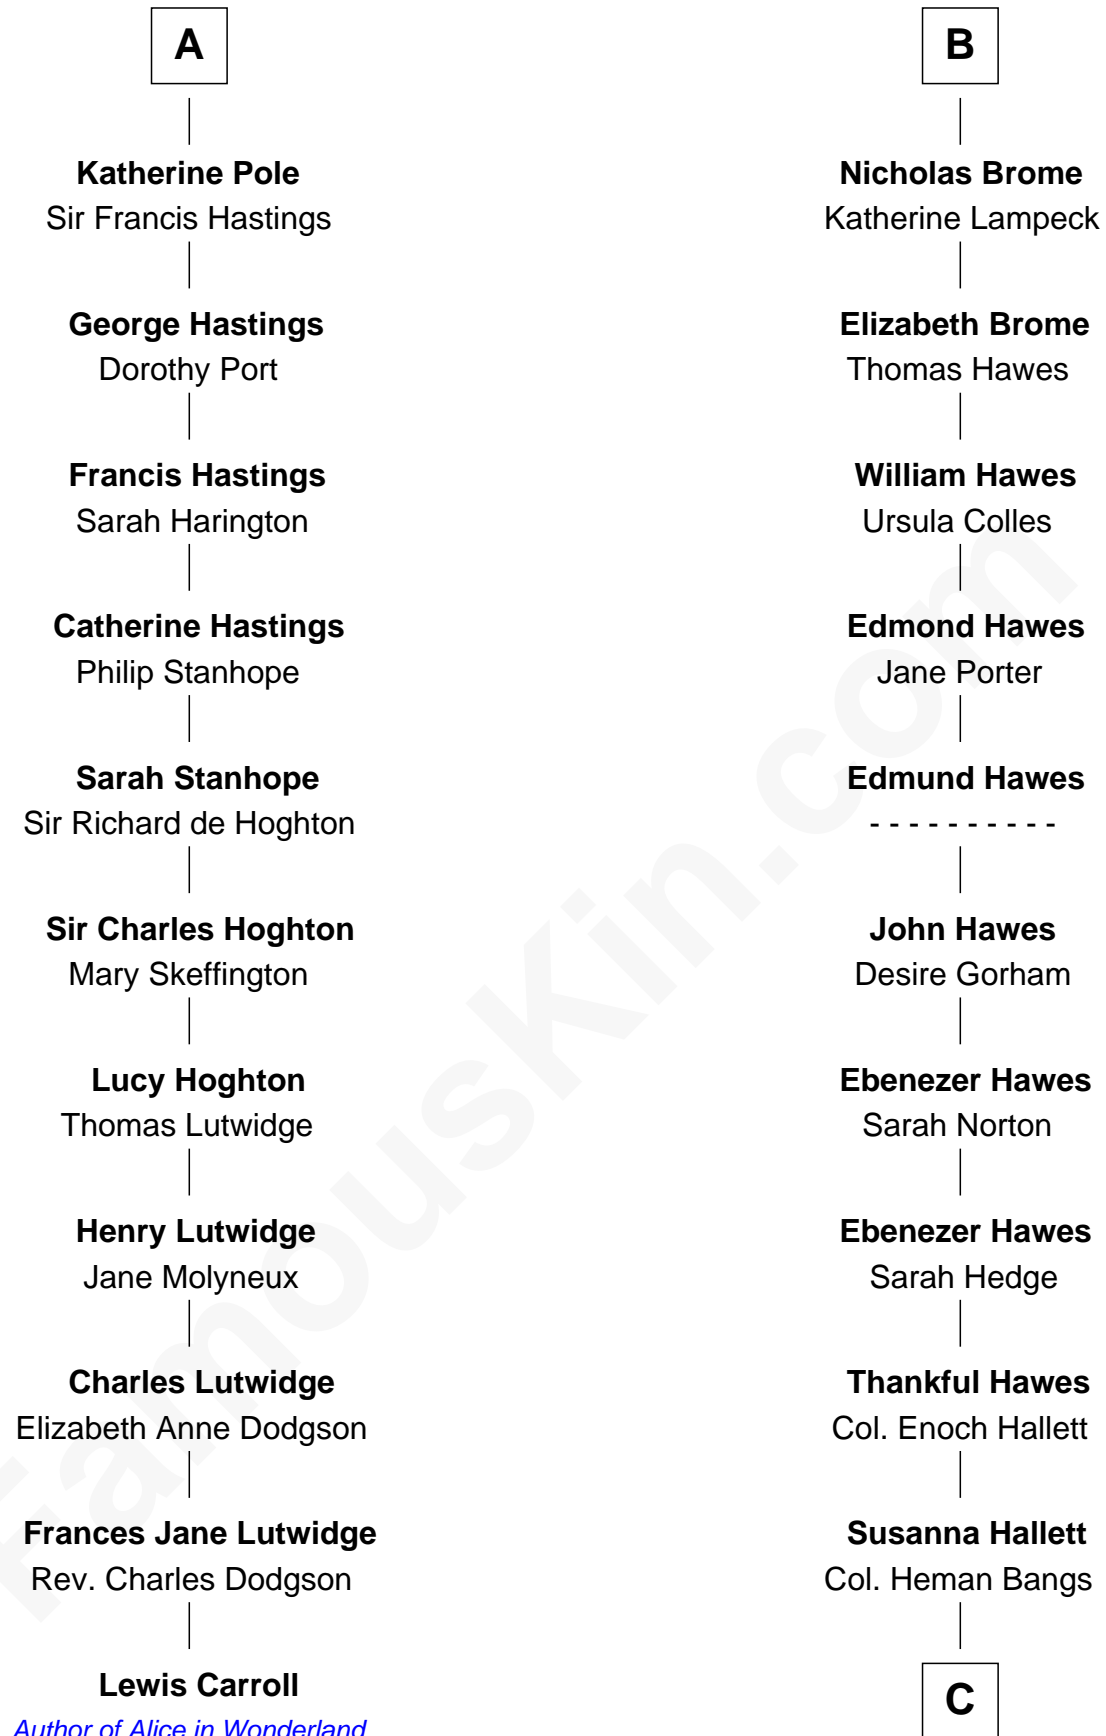 A
Katherine Pole
Sir Francis Hastings
George Hastings
Dorothy Port
Francis Hastings
Sarah Harington
Catherine Hastings
Philip Stanhope
Sarah Stanhope
Sir Richard de Hoghton
Sir Charles Hoghton
Mary Skeffington
Lucy Hoghton
Thomas Lutwidge
Henry Lutwidge
Jane Molyneux
Charles Lutwidge
Elizabeth Anne Dodgson
Frances Jane Lutwidge
Rev. Charles Dodgson
Lewis Carroll
Author of Alice in Wonderland
B
Nicholas Brome
Katherine Lampeck
Elizabeth Brome
Thomas Hawes
William Hawes
Ursula Colles
Edmond Hawes
Jane Porter
Edmund Hawes
- - - - - - - - - -
John Hawes
Desire Gorham
Ebenezer Hawes
Sarah Norton
Ebenezer Hawes
Sarah Hedge
Thankful Hawes
Col. Enoch Hallett
Susanna Hallett
Col. Heman Bangs
C
FamousKin.com